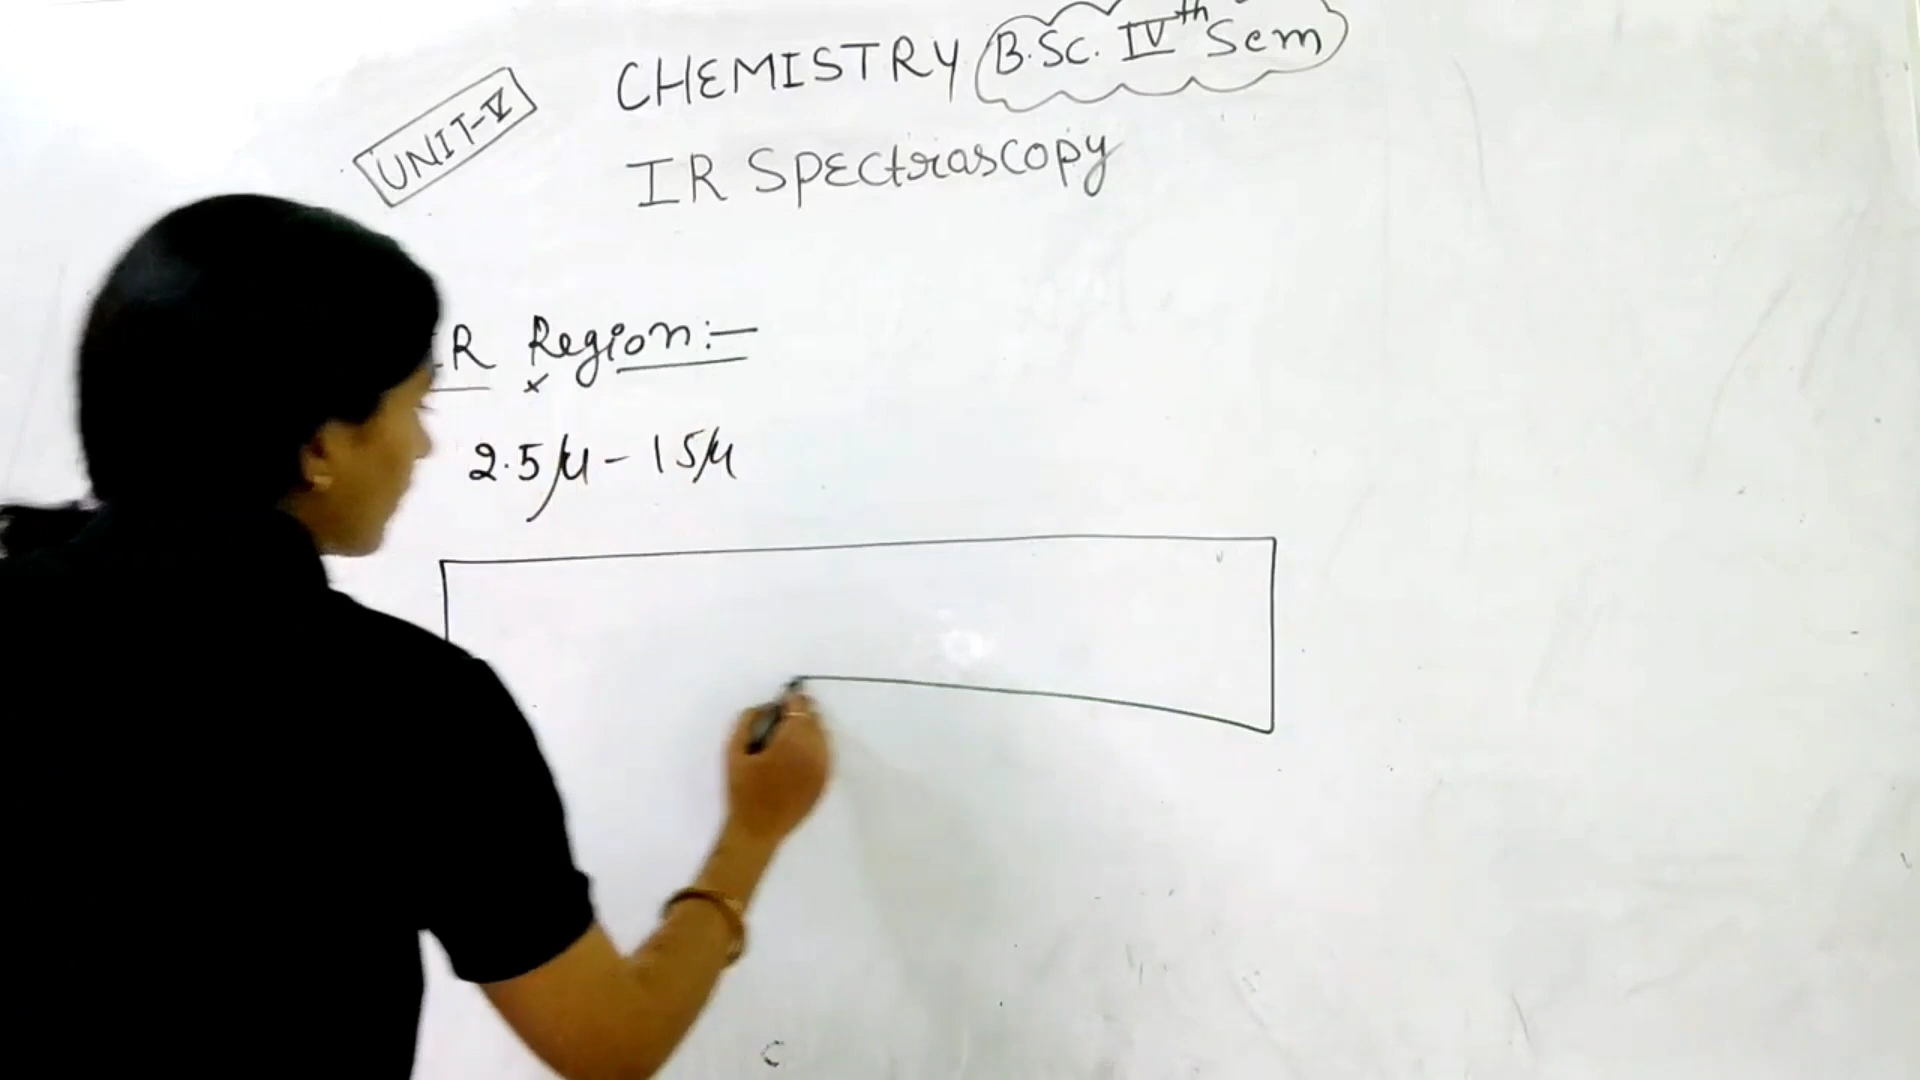 CHEMISTRY B.Sc. IVth Sem
UNIT-V
IR Spectrascopy
R Region:-
2.5μ - 15μ